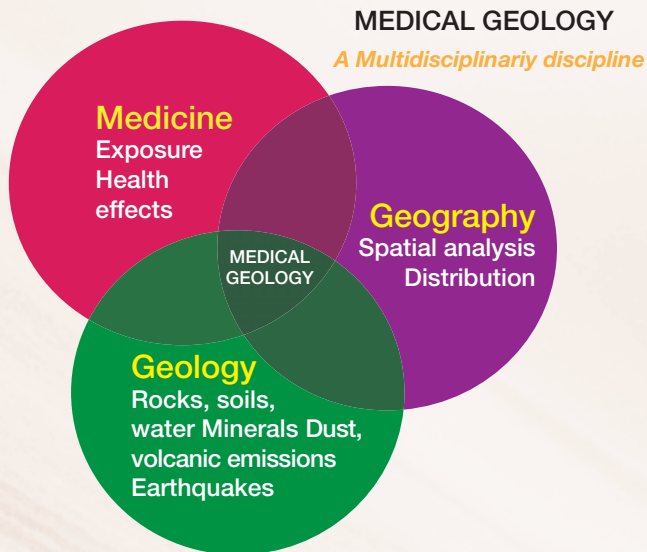 MEDICAL GEOLOGY
A Multidisciplinariy discipline
Medicine
Exposure
Health
effects
Geography
Spatial analysis
Distribution
MEDICAL
GEOLOGY
Geology
Rocks, soils,
water Minerals Dust,
volcanic emissions
Earthquakes